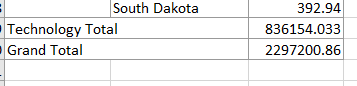 South Dakota 392.94
Technology Total 836154.033
Grand Total 2297200.86